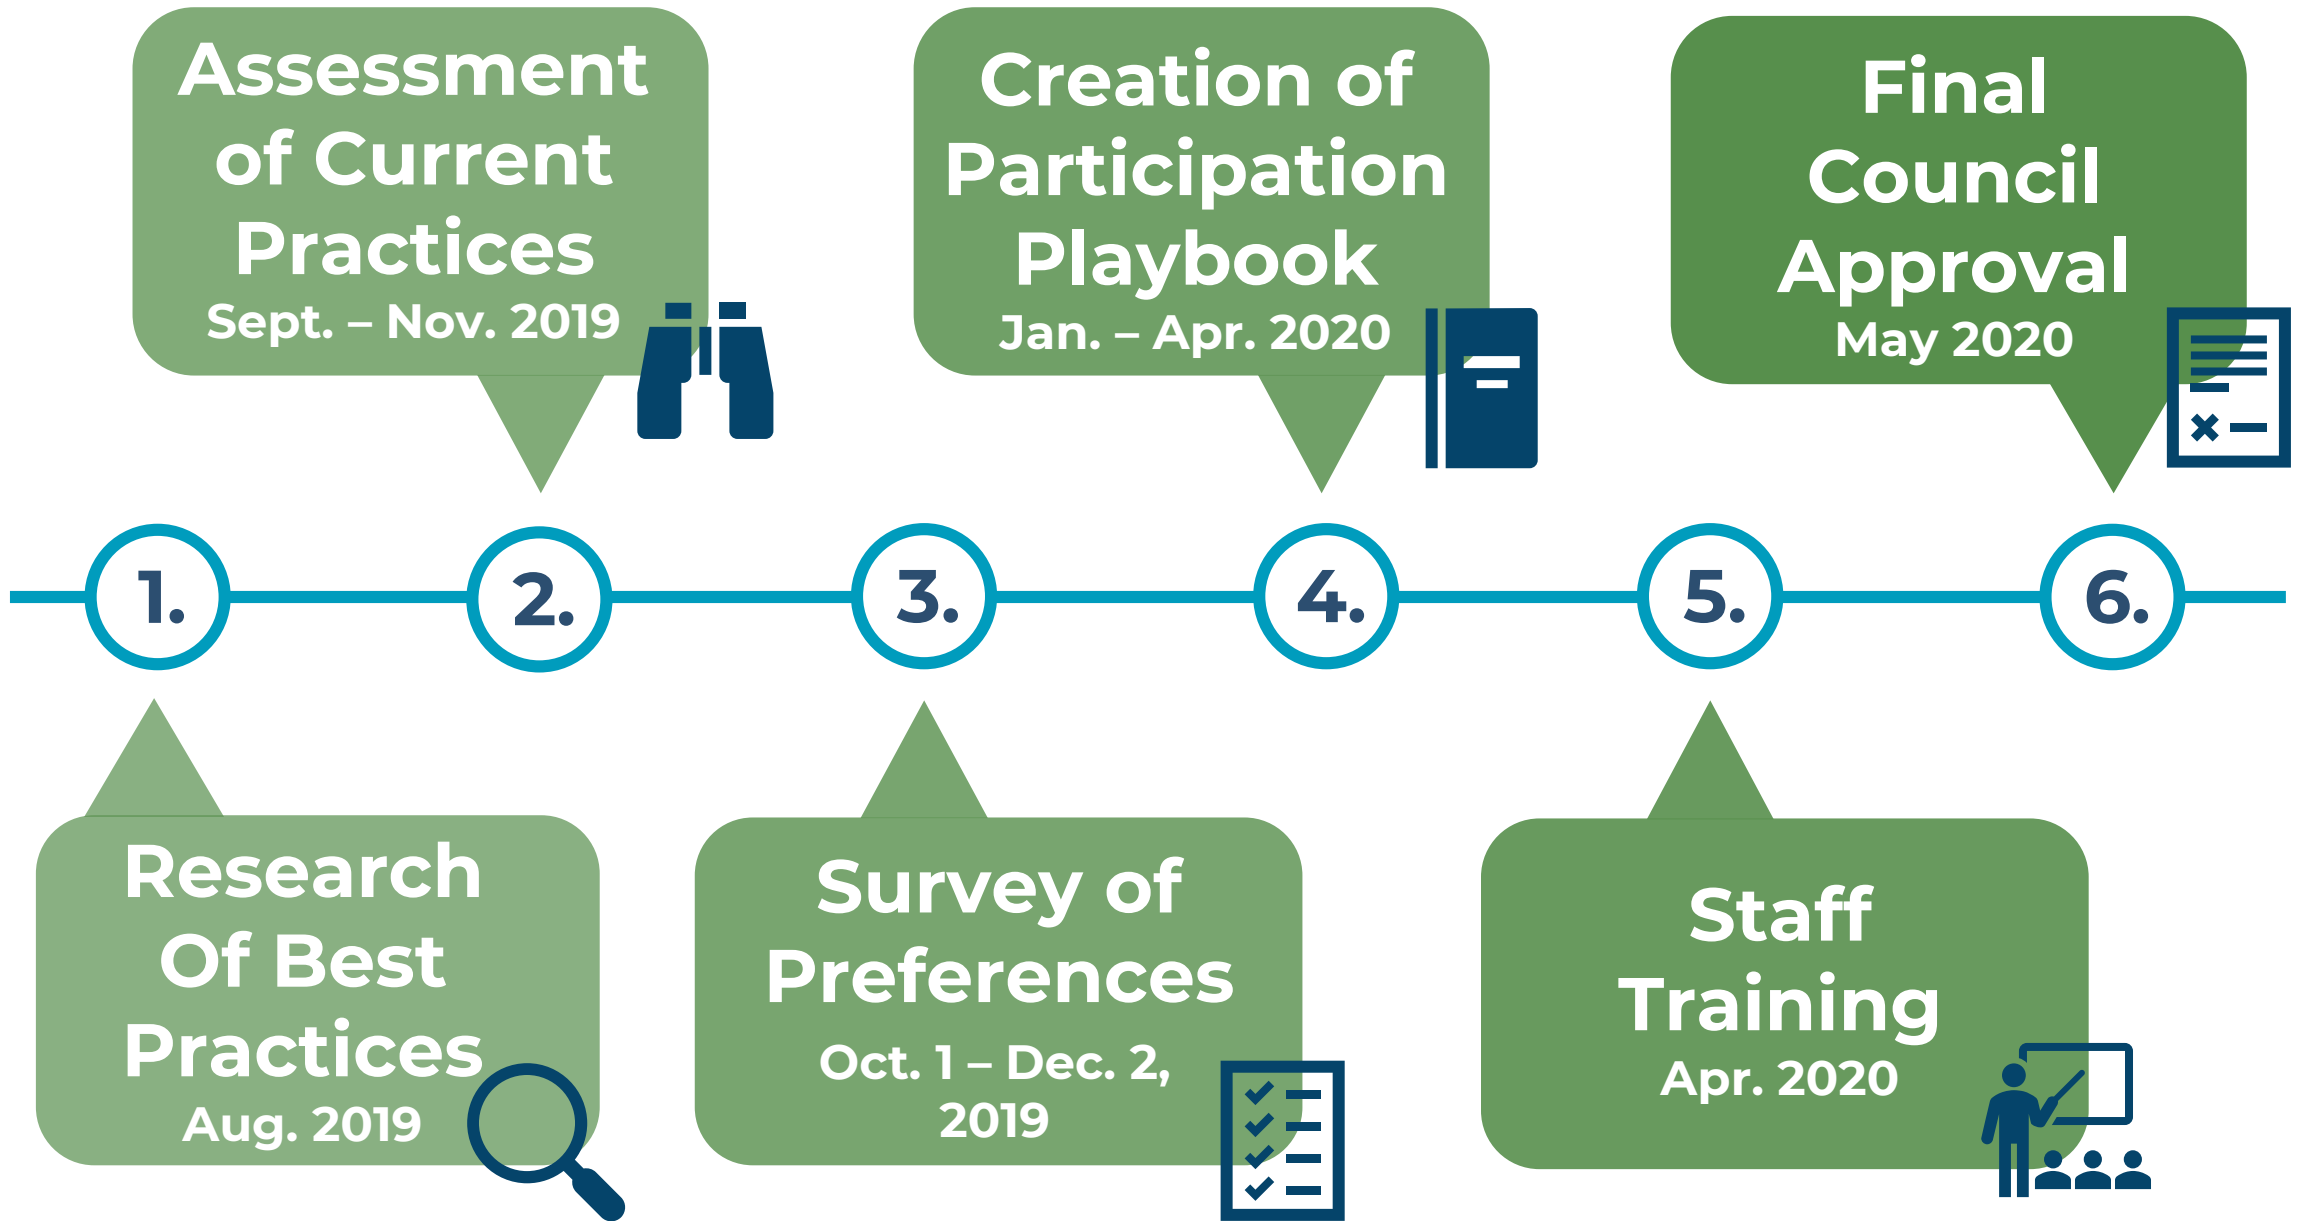 Assessment
of Current
Practices
Sept. – Nov. 2019
Creation of
Participation
Playbook
Jan. – Apr. 2020
Final
Council
Approval
May 2020
1.
2.
3.
4.
5.
6.
Research
Of Best
Practices
Aug. 2019
Survey of
Preferences
Oct. 1 – Dec. 2,
2019
Staff
Training
Apr. 2020